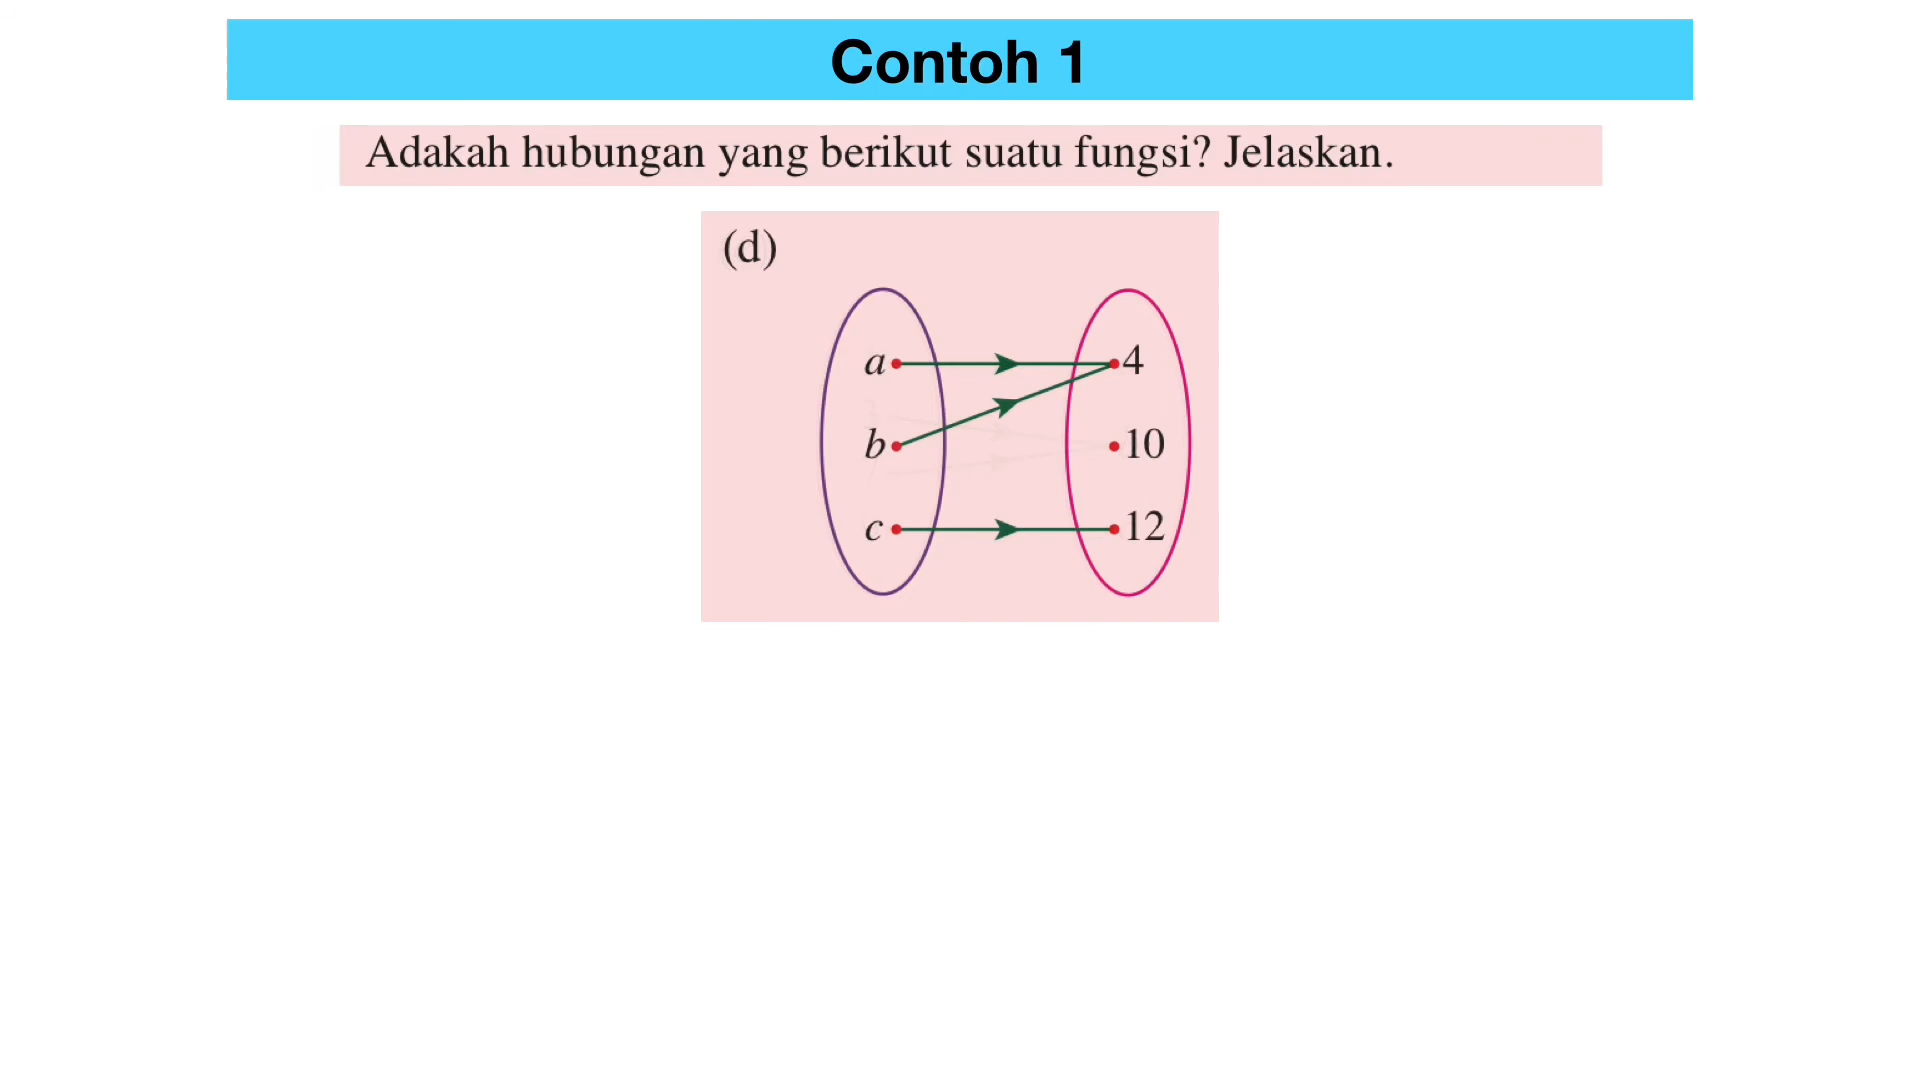 Contoh 1
Adakah hubungan yang berikut suatu fungsi? Jelaskan.
(d)
a 4
b 10
c 12